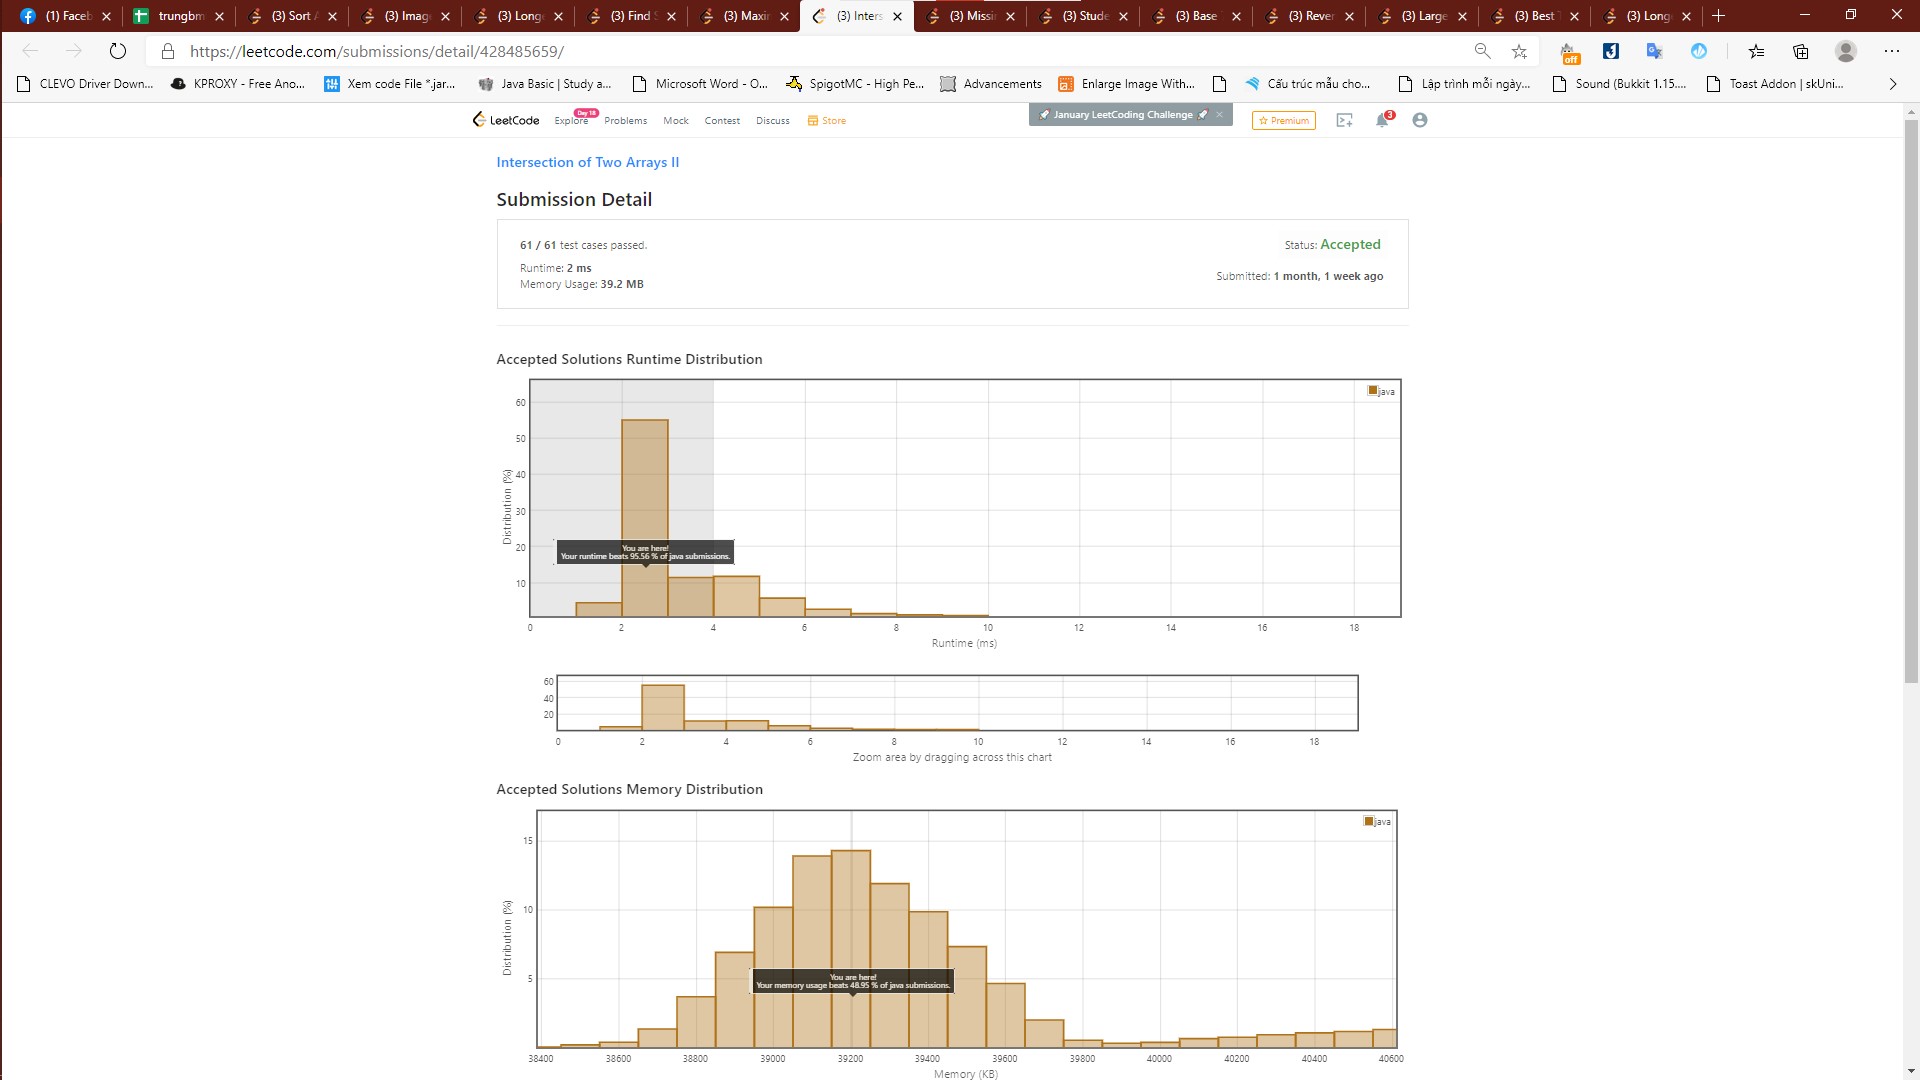 (1) Faceb
trungbm
(3) Sort A
(3) Imag
(3) Long
(3) Find S
(3) Maxi
(3) Inters
(3) Missi
(3) Stude
(3) Base
(3) Rever
(3) Large
(3) Best T
(3) Long
https://leetcode.com/submissions/detail/428485659/
off
CLEVO Driver Down...
KPROXY - Free Ano...
Xem code File *.jar...
Java Basic | Study a...
Microsoft Word - O...
SpigotMC - High Pe...
Advancements
Enlarge Image With...
Cấu trúc mẫu cho...
Lập trình mỗi ngày...
Sound (Bukkit 1.15....
Toast Addon | skUni...
LeetCode
Explore
Day 18
Problems
Mock
Contest
Discuss
Store
January LeetCoding Challenge
Premium
3
Intersection of Two Arrays II
Submission Detail
61 / 61 test cases passed.
Status: Accepted
Runtime: 2 ms
Submitted: 1 month, 1 week ago
Memory Usage: 39.2 MB
Accepted Solutions Runtime Distribution
java
60
50
40
30
20
10
Distribution (%)
You are here!
Your runtime beats 95.56 % of java submissions.
0 2 4 6 8 10 12 14 16 18
Runtime (ms)
60
40
20
0 2 4 6 8 10 12 14 16 18
Zoom area by dragging across this chart
Accepted Solutions Memory Distribution
java
15
10
5
Distribution (%)
You are here!
Your memory usage beats 48.95 % of java submissions.
38400 38600 38800 39000 39200 39400 39600 39800 40000 40200 40400 40600
Memory (KB)